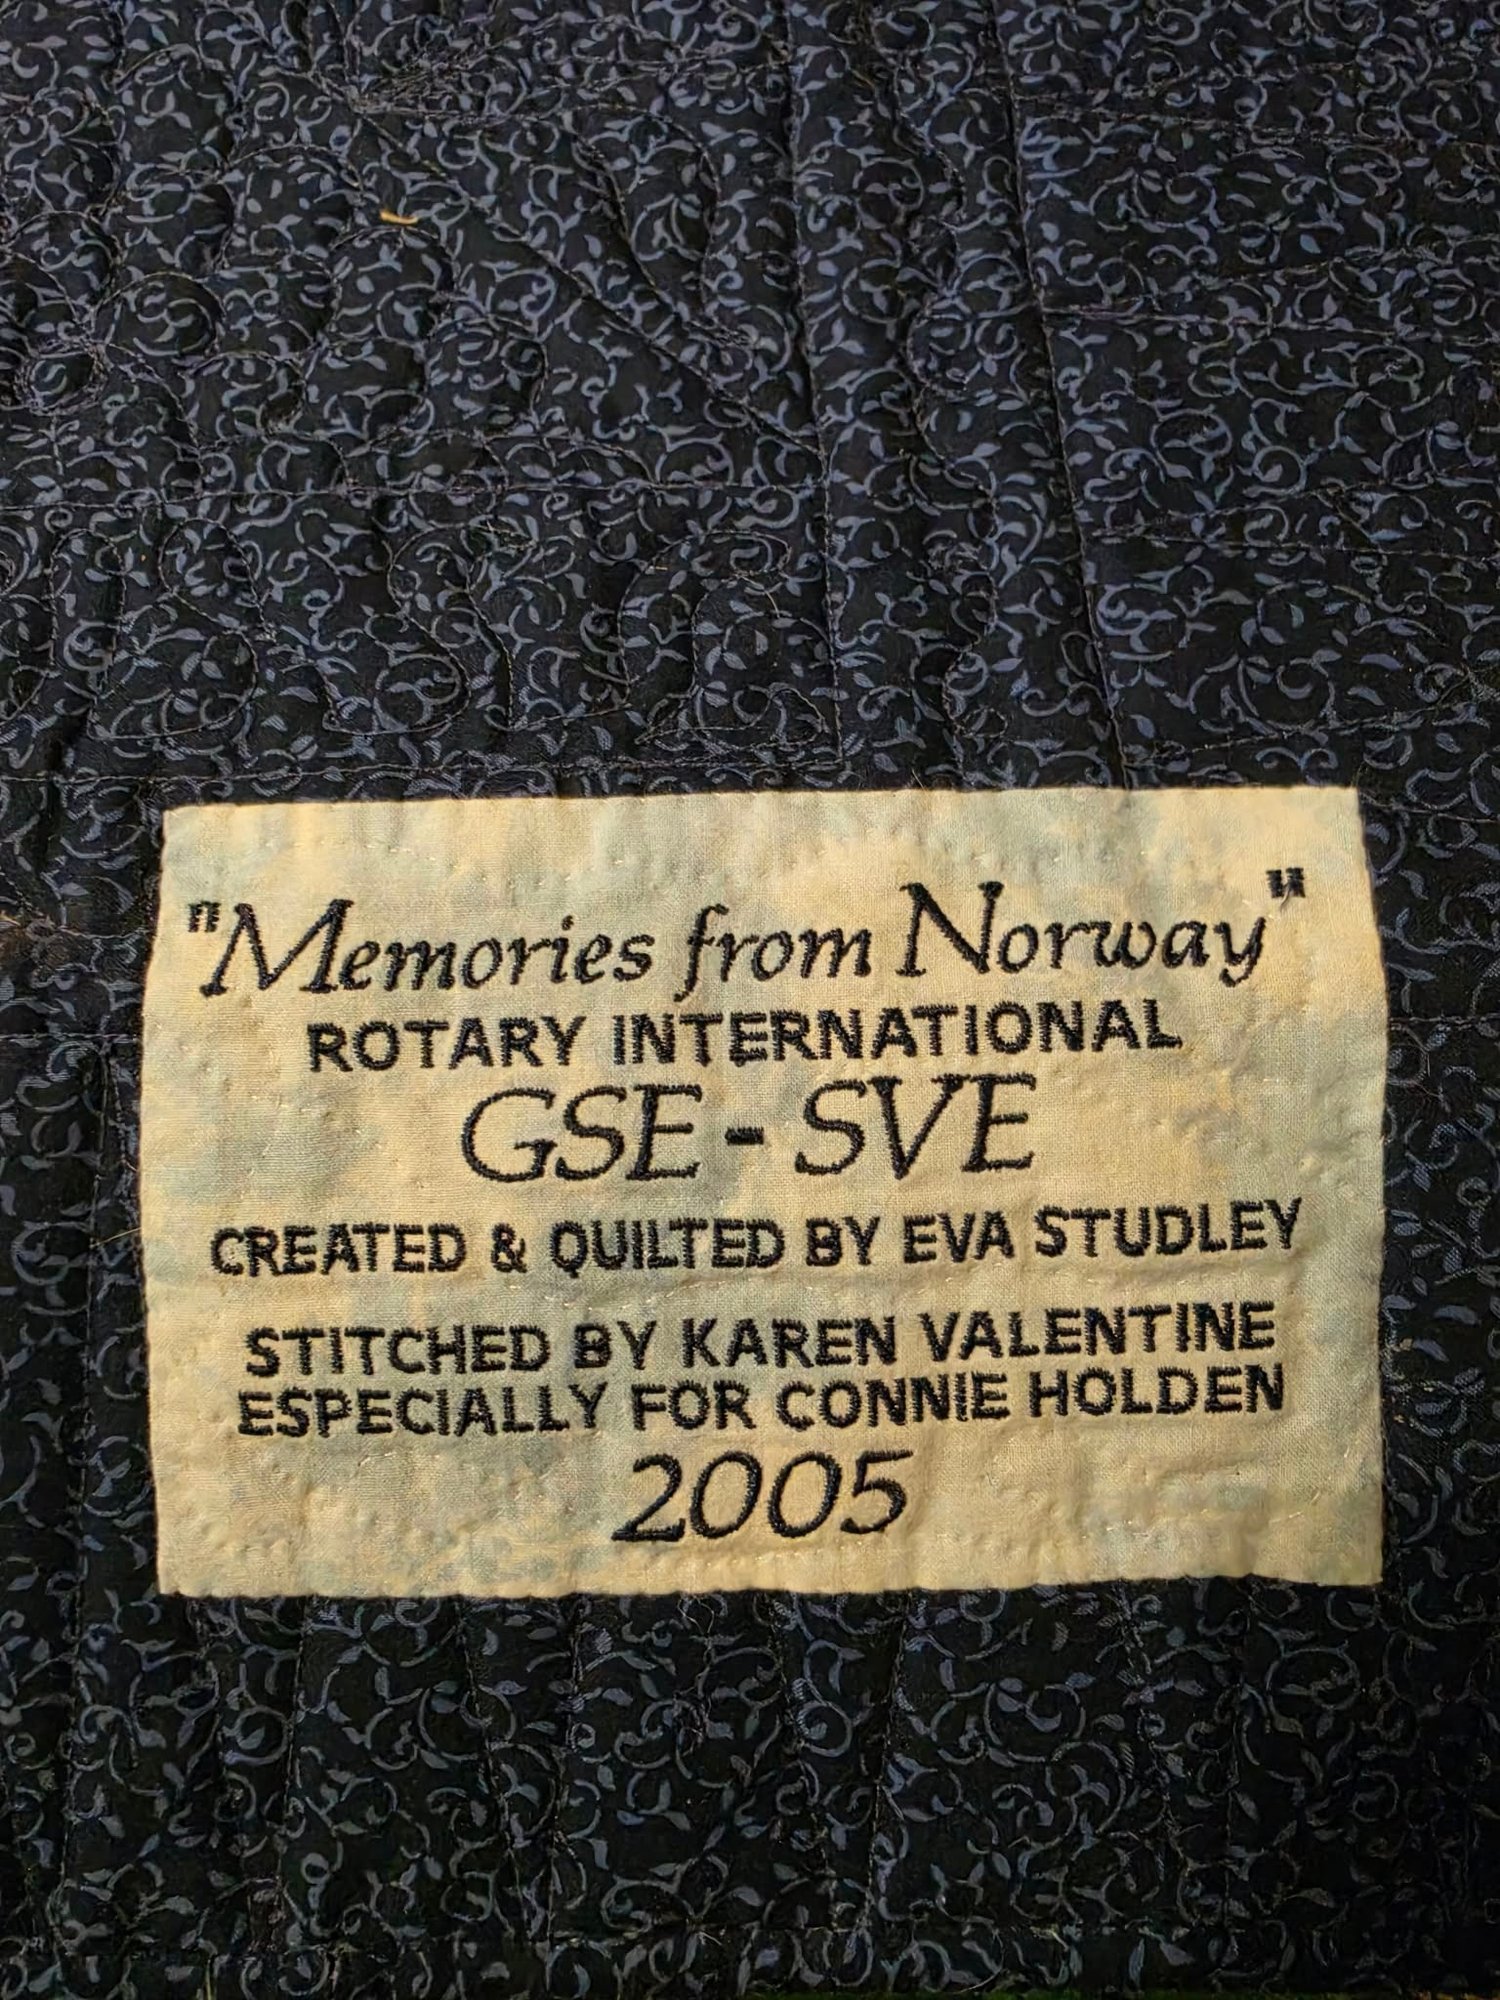 "Memories from Norway"
ROTARY INTERNATIONAL
GSE - SVE
CREATED & QUILTED BY EVA STUDLEY
STITCHED BY KAREN VALENTINE
ESPECIALLY FOR CONNIE HOLDEN
2005